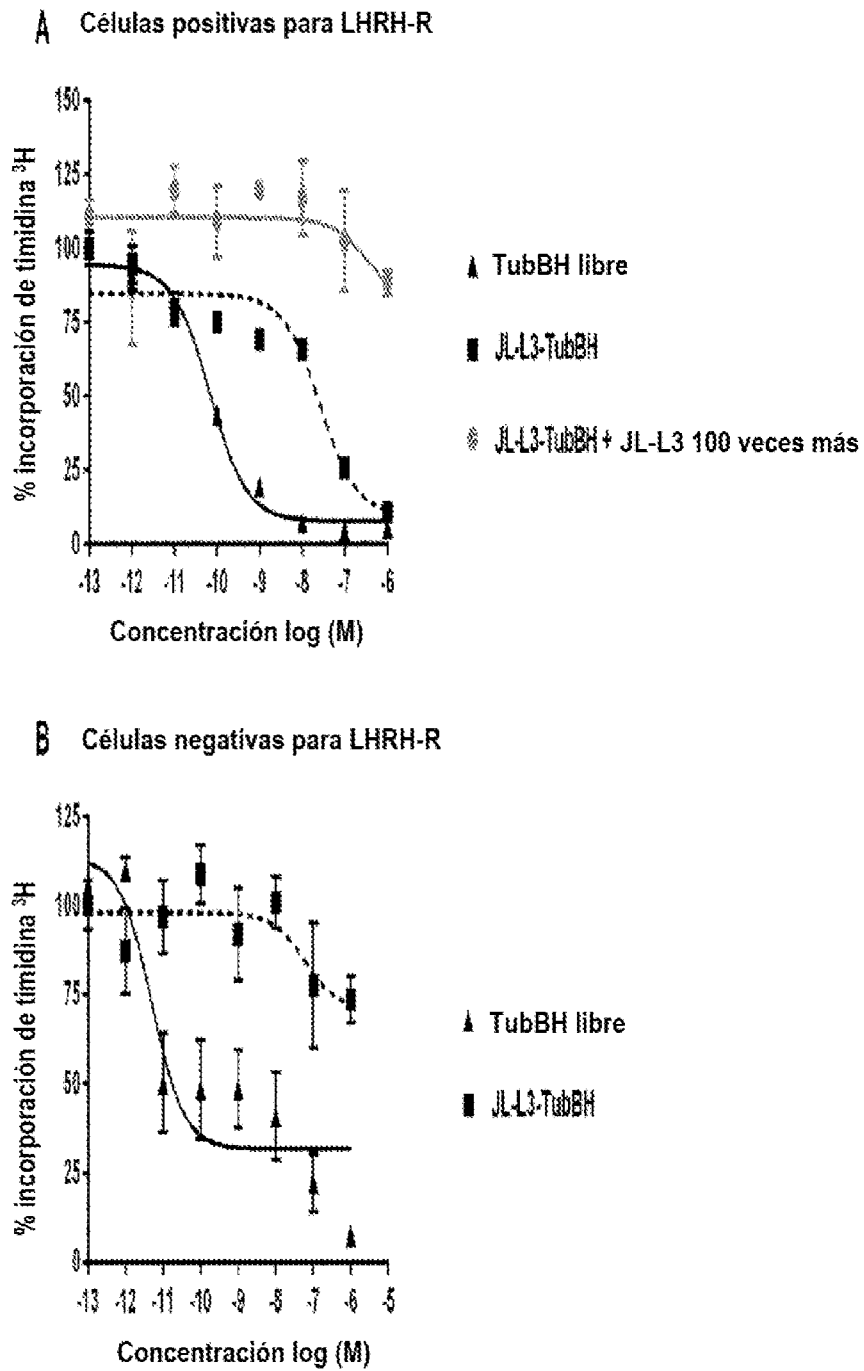 A Células positivas para LHRH-R
% incorporación de timidina ³H
150
125
100
75
50
25
0
-13 -12 -11 -10 -9 -8 -7 -6
Concentración log (M)
TubBH libre
JL-L3-TubBH
JL-L3-TubBH + JL-L3 100 veces más
B Células negativas para LHRH-R
% incorporación de timidina ³H
125
100
75
50
25
0
-13 -12 -11 -10 -9 -8 -7 -6 -5
Concentración log (M)
TubBH libre
JL-L3-TubBH